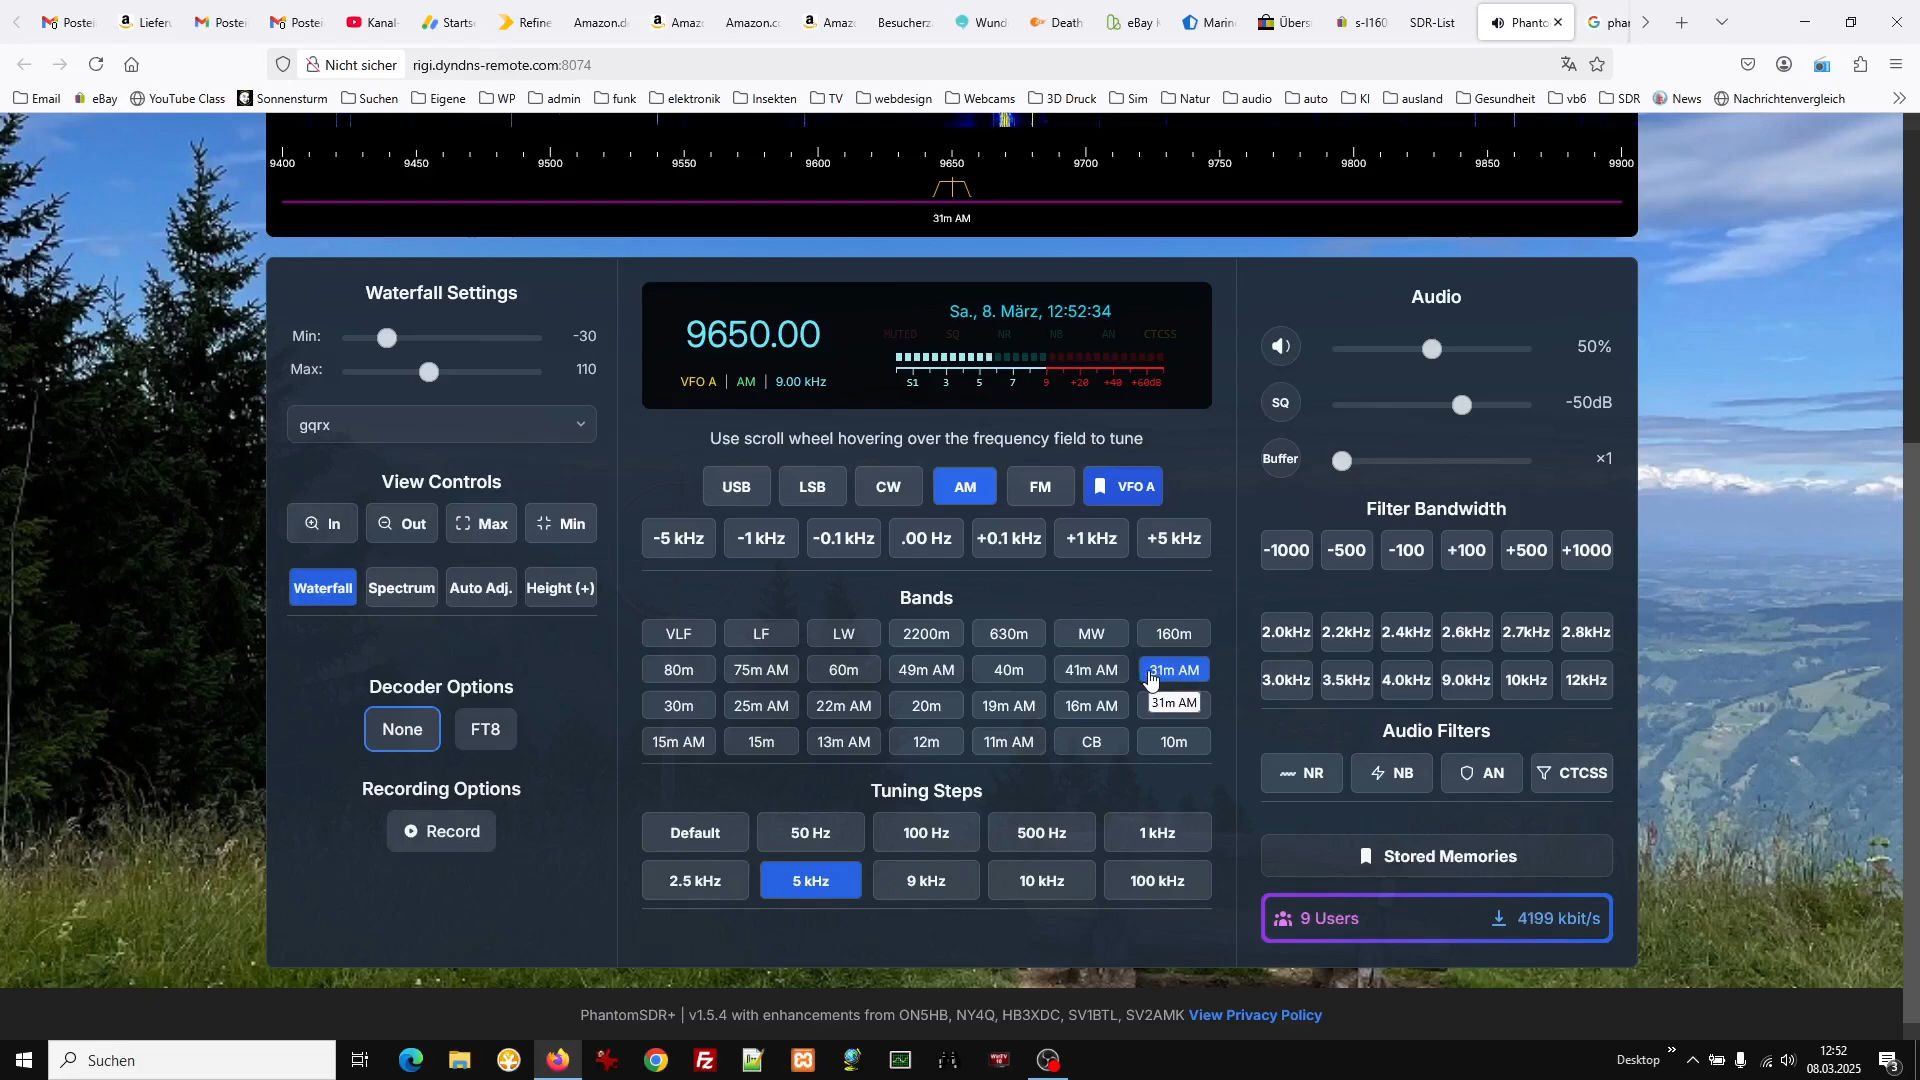 Postei
Liefer
Postei
Postei
Kanal-
Starts
Refine
Amazon.d
Amaz
Amazon.co
Amaz
Besucherz
Wund
Death
eBay
Marin
Übers
s-l160
SDR-List
Phanto
phar
Nicht sicher
rigi.dyndns-remote.com:8074
Email
eBay
YouTube Class
Sonnensturm
Suchen
Eigene
WP
admin
funk
elektronik
Insekten
TV
webdesign
Webcams
3D Druck
Sim
Natur
audio
auto
KI
ausland
Gesundheit
vb6
SDR
News
Nachrichtenvergleich
9400 9450 9500 9550 9600 9650 9700 9750 9800 9850 9900
31m AM
Waterfall Settings
Min: -30
Max: 110
gqrx
View Controls
In Out Max Min
Waterfall Spectrum Auto Adj. Height (+)
Decoder Options
None FT8
Recording Options
Record
Sa., 8. März, 12:52:34
9650.00
MUTED SQ NR NB AN CTCSS
VFO A | AM | 9.00 kHz
S1 3 5 7 9 +20 +40 +60dB
Use scroll wheel hovering over the frequency field to tune
USB LSB CW AM FM VFO A
-5 kHz -1 kHz -0.1 kHz .00 Hz +0.1 kHz +1 kHz +5 kHz
Bands
VLF LF LW 2200m 630m MW 160m
80m 75m AM 60m 49m AM 40m 41m AM 31m AM
30m 25m AM 22m AM 20m 19m AM 16m AM
31m AM
15m AM 15m 13m AM 12m 11m AM CB 10m
Tuning Steps
Default 50 Hz 100 Hz 500 Hz 1 kHz
2.5 kHz 5 kHz 9 kHz 10 kHz 100 kHz
Audio
50%
SQ -50dB
Buffer ×1
Filter Bandwidth
-1000 -500 -100 +100 +500 +1000
2.0kHz 2.2kHz 2.4kHz 2.6kHz 2.7kHz 2.8kHz
3.0kHz 3.5kHz 4.0kHz 9.0kHz 10kHz 12kHz
Audio Filters
NR NB AN CTCSS
Stored Memories
9 Users 4199 kbit/s
PhantomSDR+ | v1.5.4 with enhancements from ON5HB, NY4Q, HB3XDC, SV1BTL, SV2AMK View Privacy Policy
Suchen
Desktop
12:52
08.03.2025
3